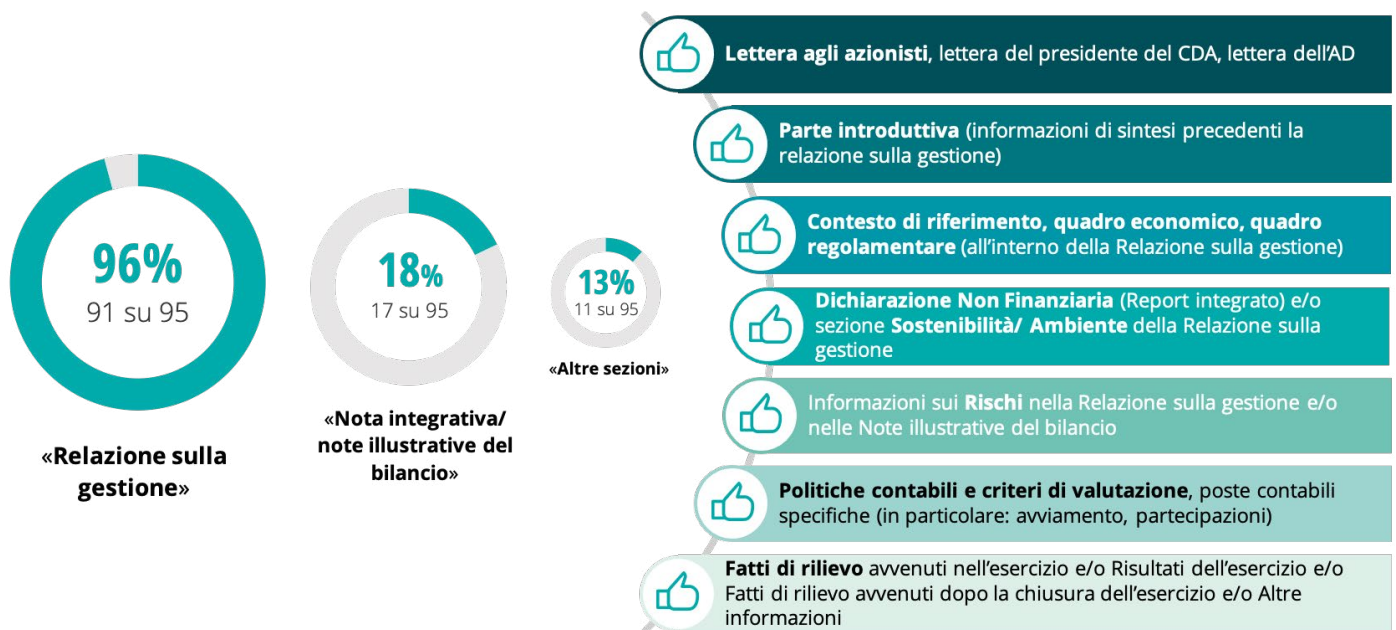 96%
91 su 95
«Relazione sulla
gestione»
18%
17 su 95
«Nota integrativa/
note illustrative del
bilancio»
13%
11 su 95
«Altre sezioni»
Lettera agli azionisti, lettera del presidente del CDA, lettera dell’AD
Parte introduttiva (informazioni di sintesi precedenti la
relazione sulla gestione)
Contesto di riferimento, quadro economico, quadro
regolamentare (all’interno della Relazione sulla gestione)
Dichiarazione Non Finanziaria (Report integrato) e/o
sezione Sostenibilità/ Ambiente della Relazione sulla
gestione
Informazioni sui Rischi nella Relazione sulla gestione e/o
nelle Note illustrative del bilancio
Politiche contabili e criteri di valutazione, poste contabili
specifiche (in particolare: avviamento, partecipazioni)
Fatti di rilievo avvenuti nell’esercizio e/o Risultati dell’esercizio e/o
Fatti di rilievo avvenuti dopo la chiusura dell’esercizio e/o Altre
informazioni